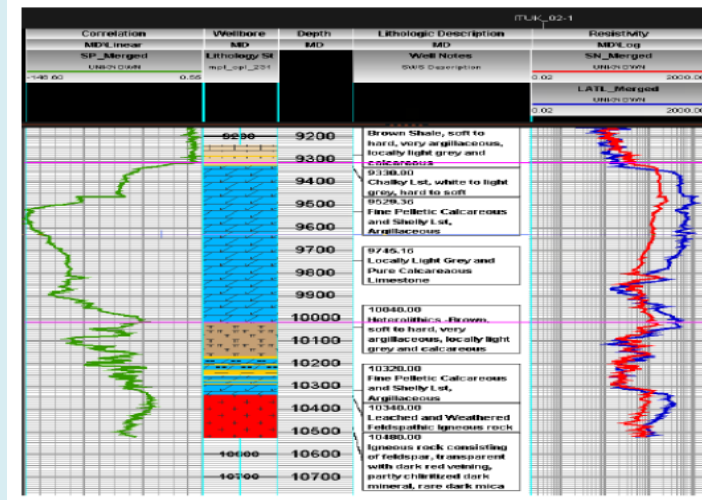 ITUK_02-1
Correlation Wellbore Depth Lithologic Description Resistivity
MD\Linear MD MD MD MD\Log
SP_Merged Lithology St Well Notes SN_Merged
UNKNOWN SWS Description UNKNOWN
0.55 0.02 2000.0
LATL_Merged
UNKNOWN
0.02 2000.0
9200 9200
Brown Shale, soft to
hard, very argillaceous,
locally light grey and
calcareous
9300
9330.00
Chalky Lst, white to light
grey, hard to soft
9400
9529.36
Fine Pelletic Calcareous
and Shelly Lst,
Argillaceous
9500
9600
9745.16
Locally Light Grey and
Pure Calcareaous
Limestone
9700
9800
9900
10040.00
Heterolithics -Brown,
soft to hard, very
argillaceous, locally light
grey and calcareous
10000
10100
10200
10320.00
Fine Pelletic Calcareous
and Shelly Lst,
Argillaceous
10300
10340.00
Leached and Weathered
Feldspathic Igneous rock
10400
10480.00
Igneous rock consisting
of feldspar, transparent
with dark red veining,
partly chloritized dark
mineral, rare dark mica
10500
10600 10600
10700 10700